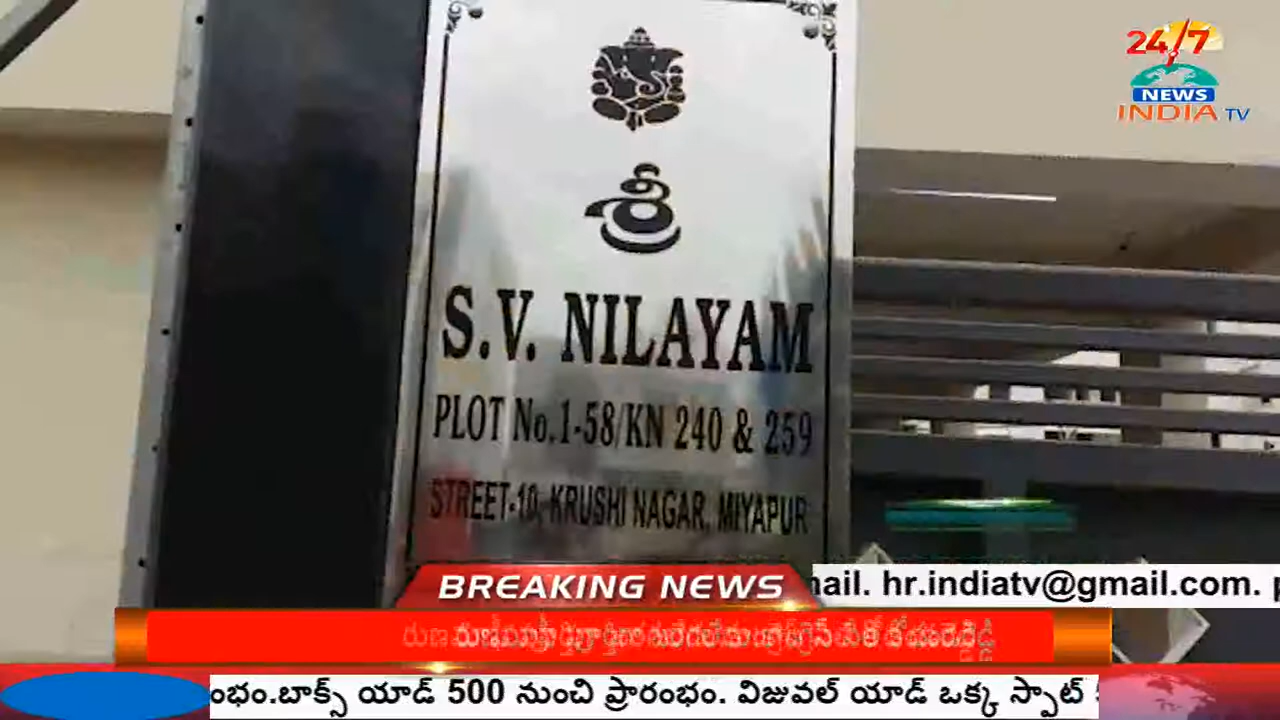 24/7
NEWS
INDIA TV
శ్రీ
S.V. NILAYAM
PLOT No.1-58/KN 240 & 259
STREET-10, KRUSHI NAGAR, MIYAPUR
BREAKING NEWS
mail. hr.indiatv@gmail.com.
ంభం.బాక్స్ యాడ్ 500 నుంచి ప్రారంభం. విజువల్ యాడ్ ఒక్క స్పాట్